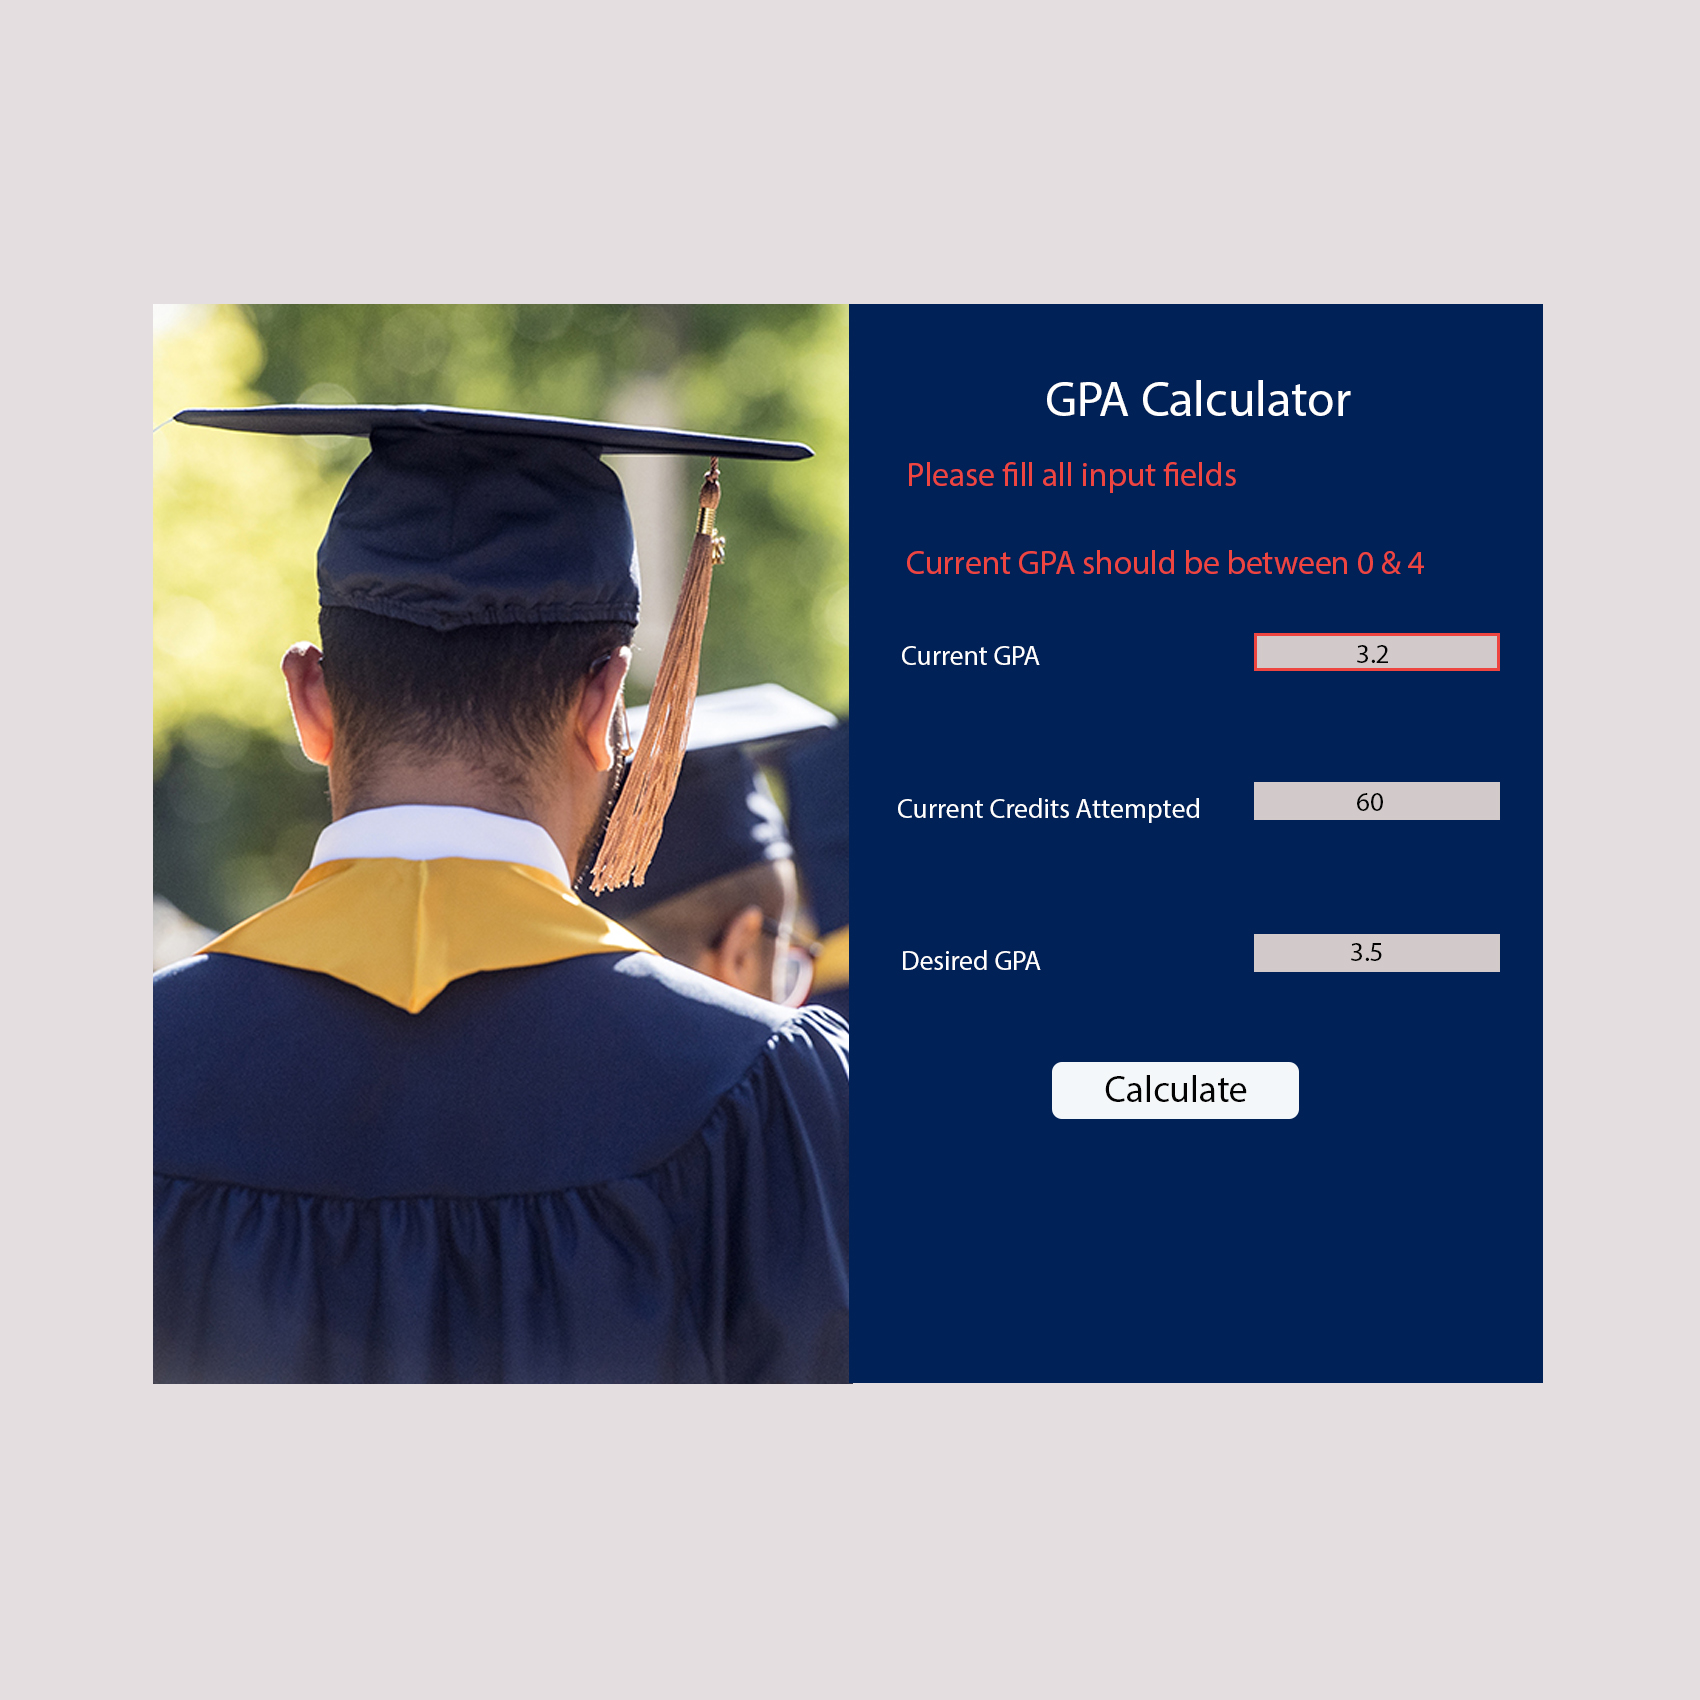 GPA Calculator
Please fill all input fields
Current GPA should be between 0 & 4
Current GPA 3.2
Current Credits Attempted 60
Desired GPA 3.5
Calculate